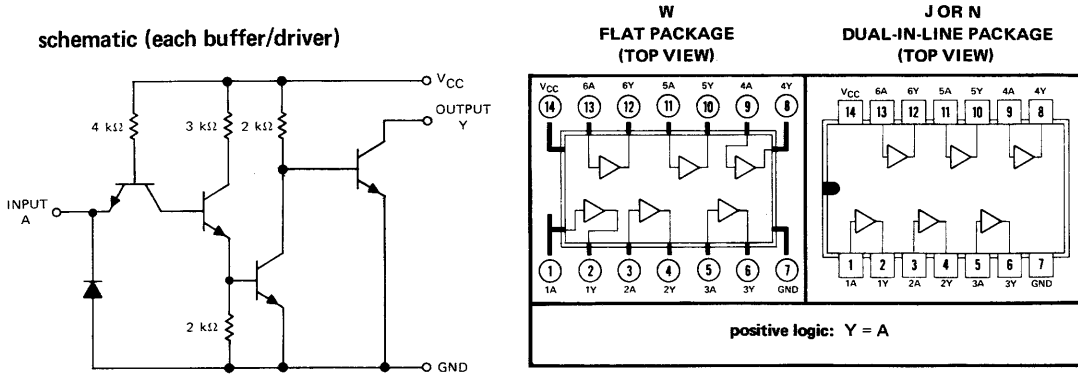 schematic (each buffer/driver)
VCC
OUTPUT
Y
4 kΩ
3 kΩ
2 kΩ
INPUT
A
2 kΩ
GND
W
FLAT PACKAGE
(TOP VIEW)
VCC 6A 6Y 5A 5Y 4A 4Y
14 13 12 11 10 9 8
1 2 3 4 5 6 7
1A 1Y 2A 2Y 3A 3Y GND
J OR N
DUAL-IN-LINE PACKAGE
(TOP VIEW)
VCC 6A 6Y 5A 5Y 4A 4Y
14 13 12 11 10 9 8
1 2 3 4 5 6 7
1A 1Y 2A 2Y 3A 3Y GND
positive logic: Y = A